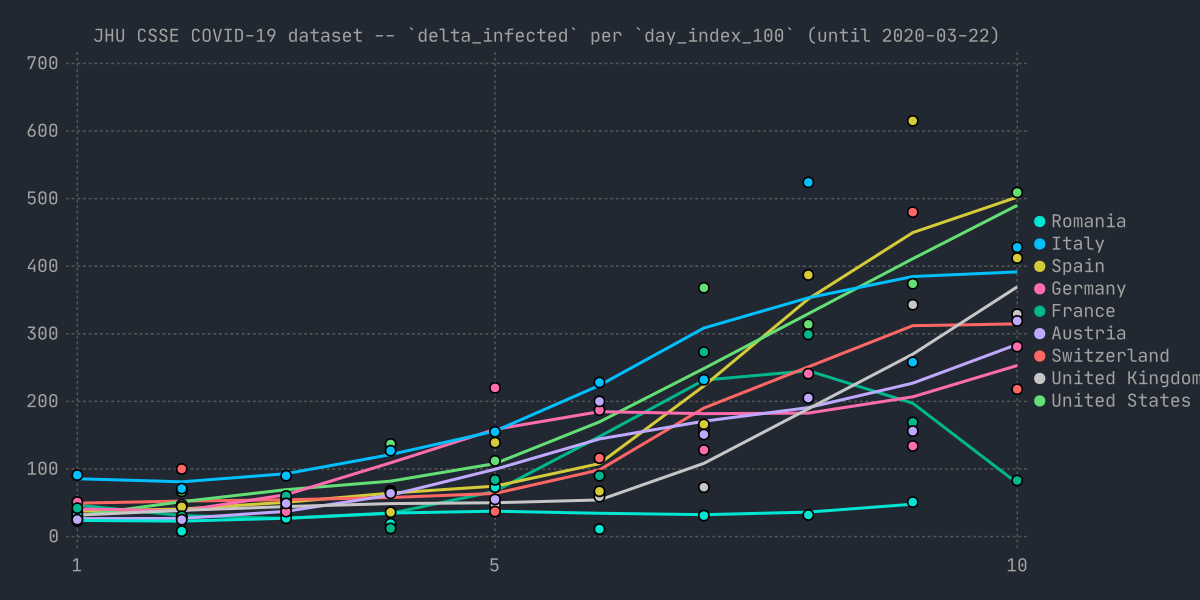 JHU CSSE COVID-19 dataset -- `delta_infected` per `day_index_100` (until 2020-03-22)
700
600
500
400
300
200
100
0
1
5
10
Romania
Italy
Spain
Germany
France
Austria
Switzerland
United Kingdom
United States